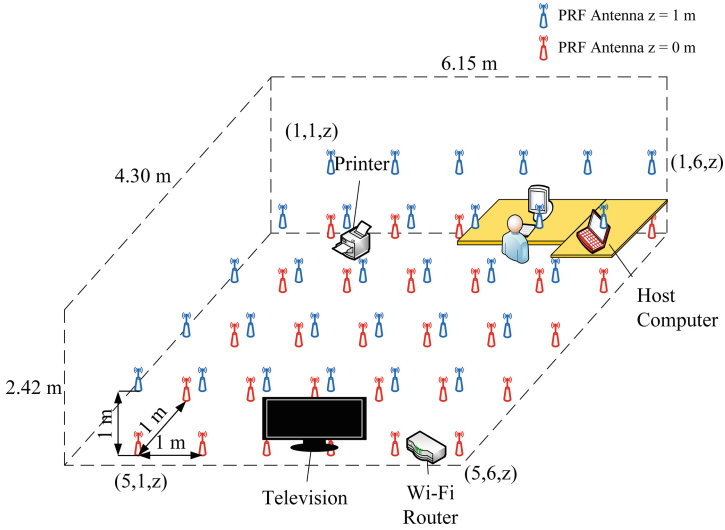 PRF Antenna z = 1 m
PRF Antenna z = 0 m
6.15 m
(1,1,z)
Printer
(1,6,z)
4.30 m
Host
Computer
2.42 m
1 m
1 m
1 m
(5,1,z)
(5,6,z)
Television
Wi-Fi
Router